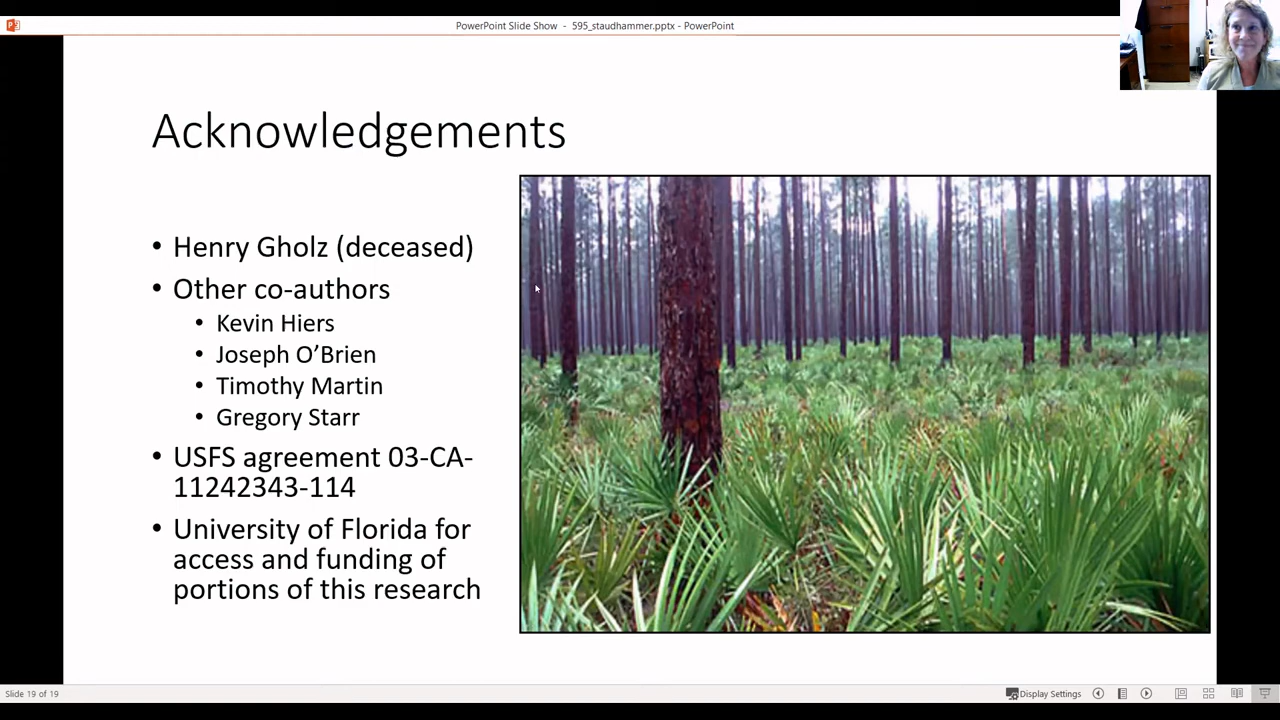 PowerPoint Slide Show - 595_staudhammer.pptx - PowerPoint
Acknowledgements
• Henry Gholz (deceased)
• Other co-authors
• Kevin Hiers
• Joseph O’Brien
• Timothy Martin
• Gregory Starr
• USFS agreement 03-CA-
11242343-114
• University of Florida for
access and funding of
portions of this research
Slide 19 of 19
Display Settings